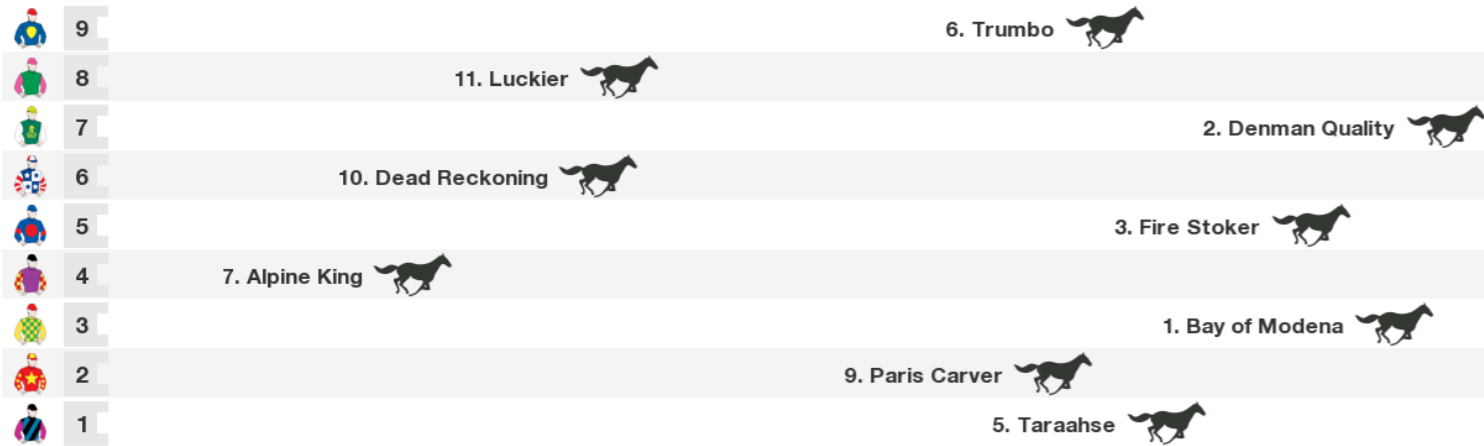 9 6. Trumbo
8 11. Luckier
7 2. Denman Quality
6 10. Dead Reckoning
5 3. Fire Stoker
4 7. Alpine King
3 1. Bay of Modena
2 9. Paris Carver
1 5. Taraahse